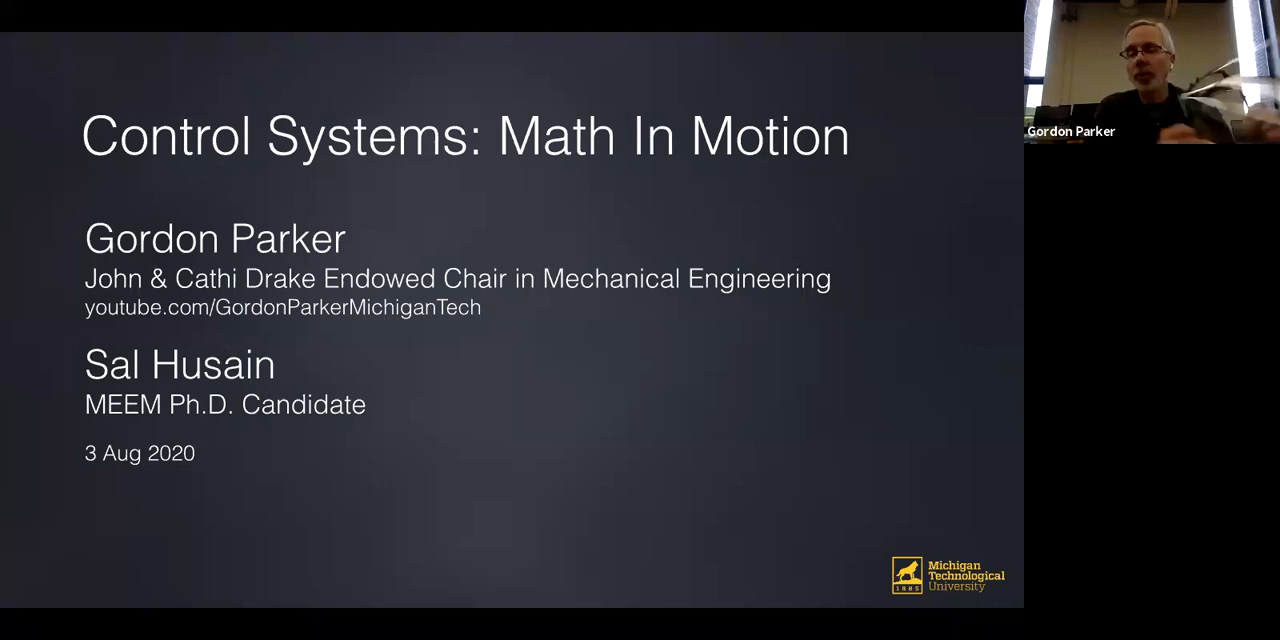 Control Systems: Math In Motion
Gordon Parker
John & Cathi Drake Endowed Chair in Mechanical Engineering
youtube.com/GordonParkerMichiganTech
Sal Husain
MEEM Ph.D. Candidate
3 Aug 2020
Michigan
Technological
University
1885
Gordon Parker